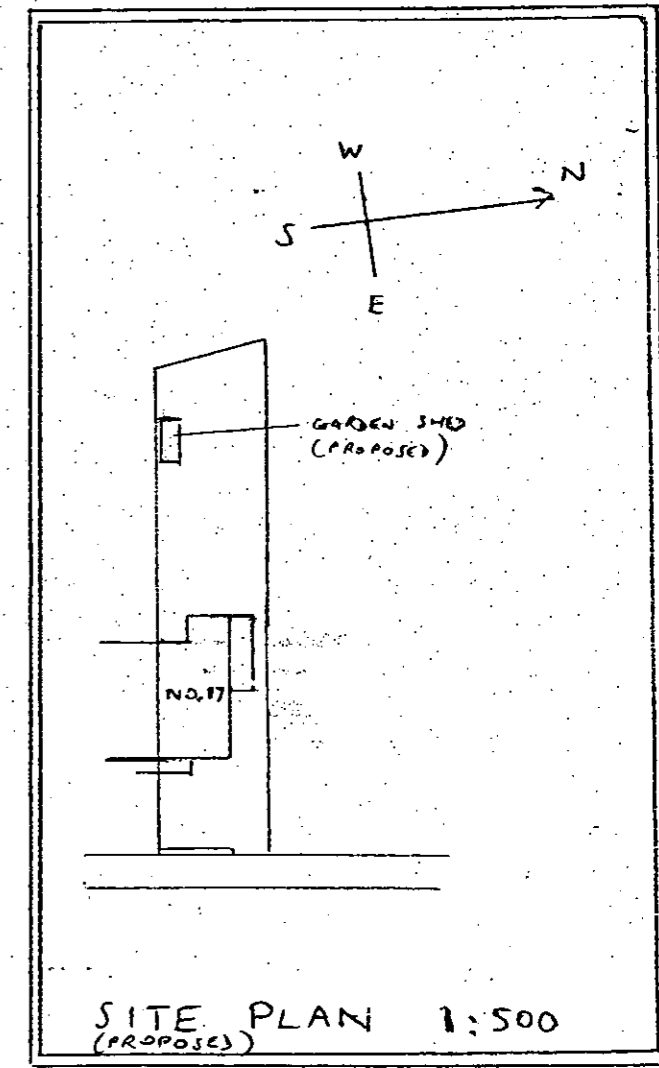 W
N
S
E
GARDEN SHED
(PROPOSED)
NO.17
SITE PLAN 1:500
(PROPOSED)